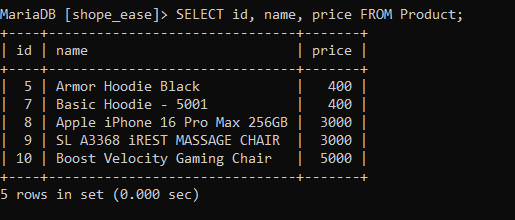 MariaDB [shope_ease]> SELECT id, name, price FROM Product;
+----+-------------------------------+-------+
| id | name                          | price |
+----+-------------------------------+-------+
|  5 | Armor Hoodie Black            |   400 |
|  7 | Basic Hoodie - 5001           |   400 |
|  8 | Apple iPhone 16 Pro Max 256GB |  3000 |
|  9 | SL A3368 iREST MASSAGE CHAIR  |  3000 |
| 10 | Boost Velocity Gaming Chair   |  5000 |
+----+-------------------------------+-------+
5 rows in set (0.000 sec)